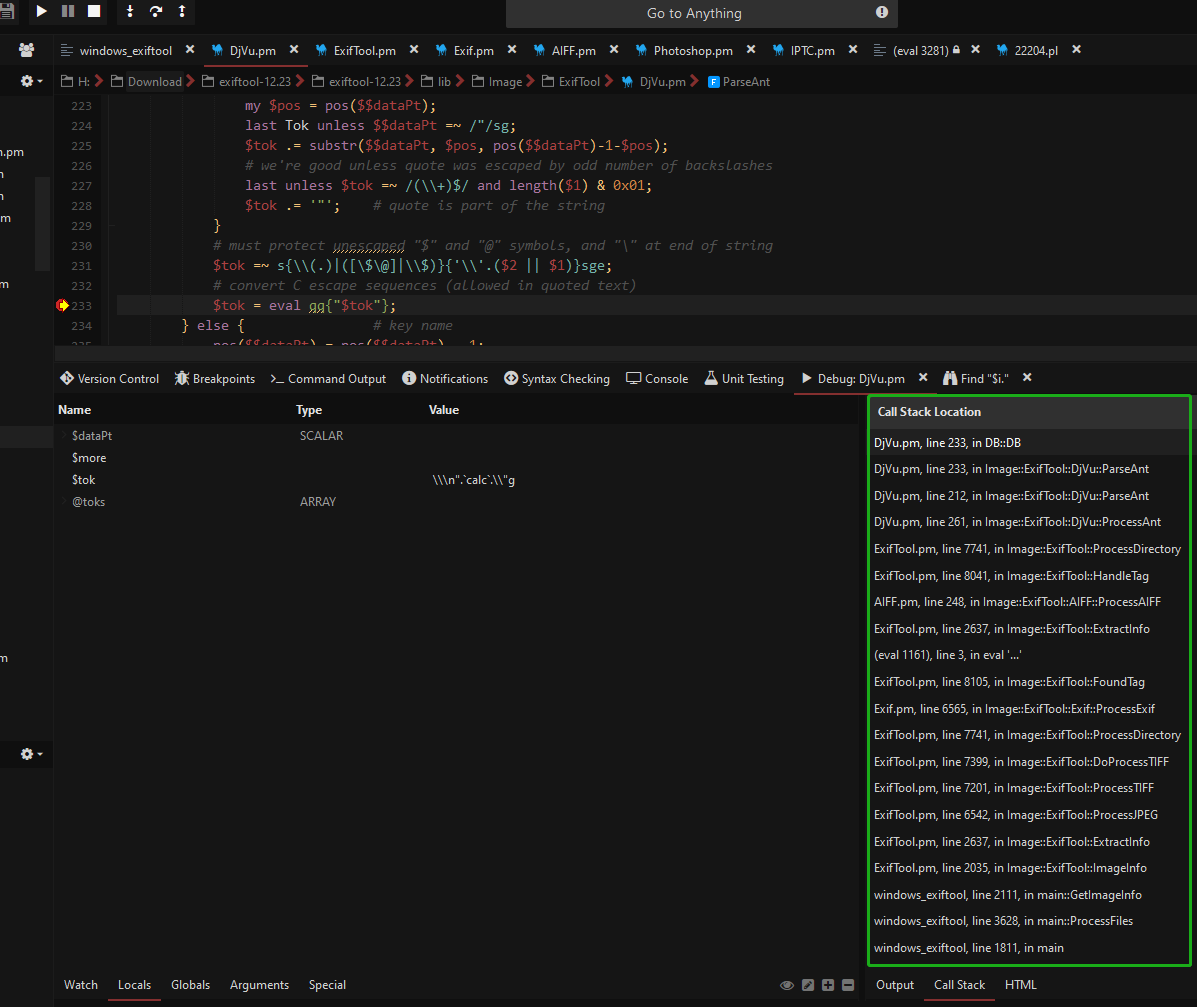 Go to Anything
windows_exiftool DjVu.pm ExifTool.pm Exif.pm AIFF.pm Photoshop.pm IPTC.pm (eval 3281) 22204.pl
H: Download exiftool-12.23 exiftool-12.23 lib Image ExifTool DjVu.pm ParseAnt
223 my $pos = pos($$dataPt);
224 last Tok unless $$dataPt =~ /"/sg;
225 $tok .= substr($$dataPt, $pos, pos($$dataPt)-1-$pos);
226 # we're good unless quote was escaped by odd number of backslashes
227 last unless $tok =~ /(\\+)$/ and length($1) & 0x01;
228 $tok .= '"'; # quote is part of the string
229 }
230 # must protect unescaped "$" and "@" symbols, and "\" at end of string
231 $tok =~ s{\\(.)|([\$\@]|\\$)}{'\\'.($2 || $1)}sge;
232 # convert C escape sequences (allowed in quoted text)
233 $tok = eval qq{"$tok"};
234 } else { # key name
Version Control Breakpoints Command Output Notifications Syntax Checking Console Unit Testing Debug: DjVu.pm Find "$i."
Name Type Value
$dataPt SCALAR
$more
$tok \\\n".`calc`.\\"g
@toks ARRAY
Call Stack Location
DjVu.pm, line 233, in DB::DB
DjVu.pm, line 233, in Image::ExifTool::DjVu::ParseAnt
DjVu.pm, line 212, in Image::ExifTool::DjVu::ParseAnt
DjVu.pm, line 261, in Image::ExifTool::DjVu::ProcessAnt
ExifTool.pm, line 7741, in Image::ExifTool::ProcessDirectory
ExifTool.pm, line 8041, in Image::ExifTool::HandleTag
AIFF.pm, line 248, in Image::ExifTool::AIFF::ProcessAIFF
ExifTool.pm, line 2637, in Image::ExifTool::ExtractInfo
(eval 1161), line 3, in eval '...'
ExifTool.pm, line 8105, in Image::ExifTool::FoundTag
Exif.pm, line 6565, in Image::ExifTool::Exif::ProcessExif
ExifTool.pm, line 7741, in Image::ExifTool::ProcessDirectory
ExifTool.pm, line 7399, in Image::ExifTool::DoProcessTIFF
ExifTool.pm, line 7201, in Image::ExifTool::ProcessTIFF
ExifTool.pm, line 6542, in Image::ExifTool::ProcessJPEG
ExifTool.pm, line 2637, in Image::ExifTool::ExtractInfo
ExifTool.pm, line 2035, in Image::ExifTool::ImageInfo
windows_exiftool, line 2111, in main::GetImageInfo
windows_exiftool, line 3628, in main::ProcessFiles
windows_exiftool, line 1811, in main
Watch Locals Globals Arguments Special
Output Call Stack HTML